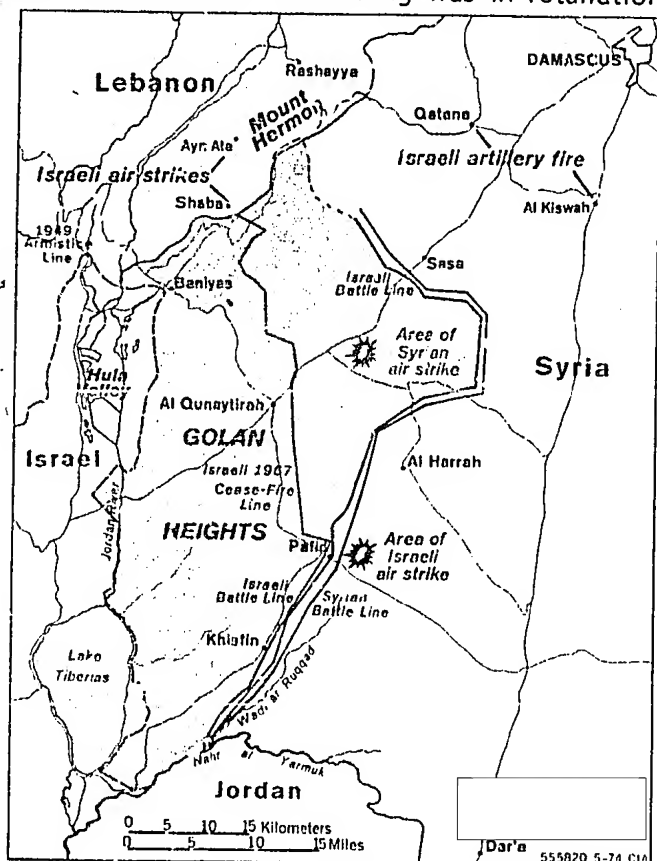 was in retaliation
Lebanon
Rashayya
DAMASCUS
Mount
Hermon
Qatana
Ayn Ata
Israeli air strikes
Israeli artillery fire
Shaba
Al Kiswah
1949
Armistice
Line
Sasa
Israeli
Battle Line
Baniyas
Area of
Syrian
air strike
Syria
Hula
Valley
Al Qunaytirah
GOLAN
Israel
Israeli 1967
Cease-Fire
Line
Al Harrah
Jordan River
HEIGHTS
Area of
Israeli
air strike
Rafid
Israeli
Battle Line
Syrian
Battle Line
Khisfin
Lake
Tiberias
Wadi ar Ruqqad
Nahr al Yarmuk
Jordan
0 5 10 15 Kilometers
0 5 10 15 Miles
Dar'a
555820 5-74 CIA